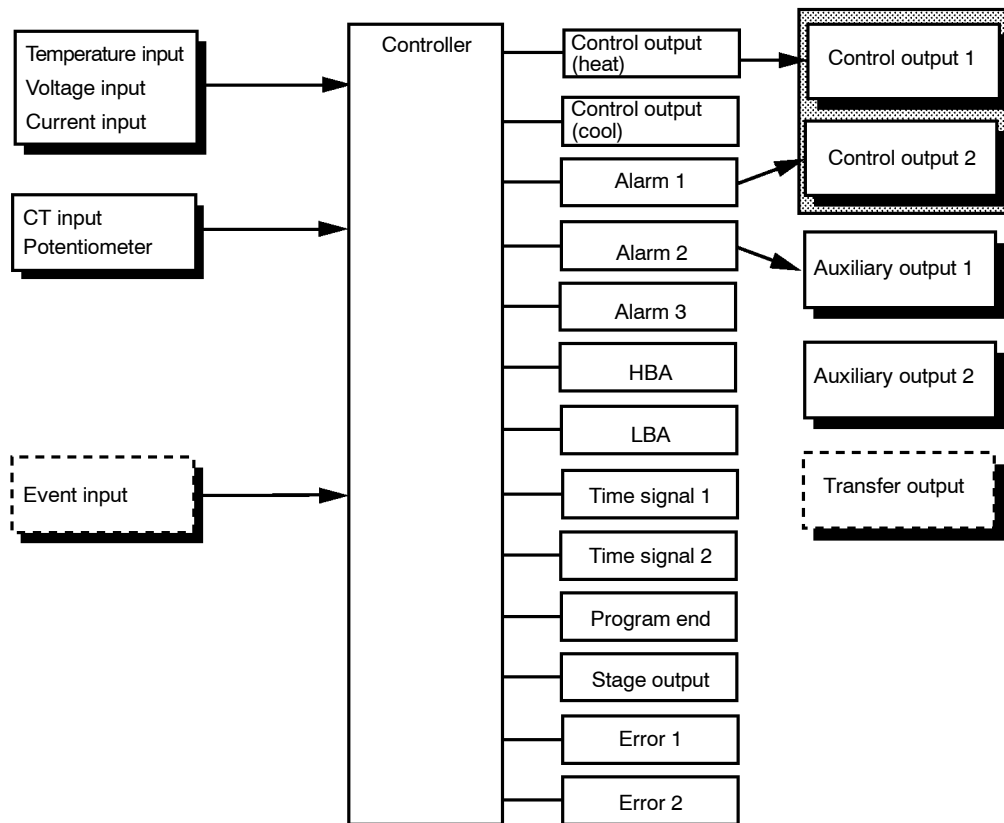 Temperature input
Voltage input
Current input
CT input
Potentiometer
Event input
Controller
Control output
(heat)
Control output
(cool)
Alarm 1
Alarm 2
Alarm 3
HBA
LBA
Time signal 1
Time signal 2
Program end
Stage output
Error 1
Error 2
Control output 1
Control output 2
Auxiliary output 1
Auxiliary output 2
Transfer output